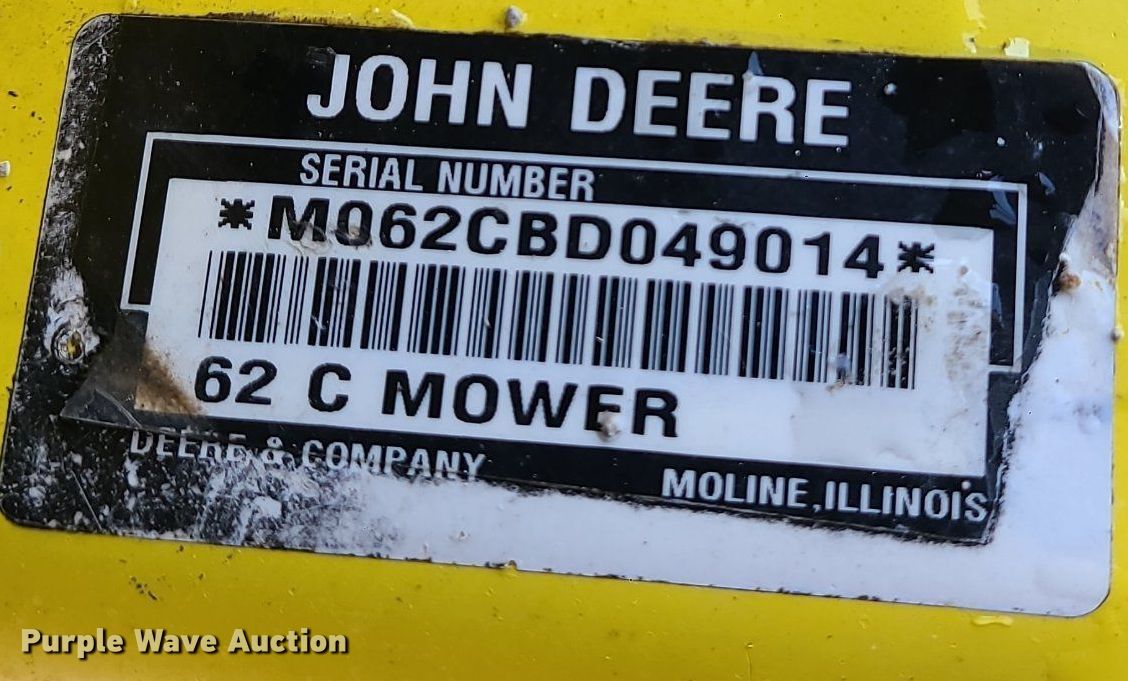 JOHN DEERE
SERIAL NUMBER
*M062CBD049014*
62 C MOWER
DEERE & COMPANY
MOLINE, ILLINOIS
Purple Wave Auction